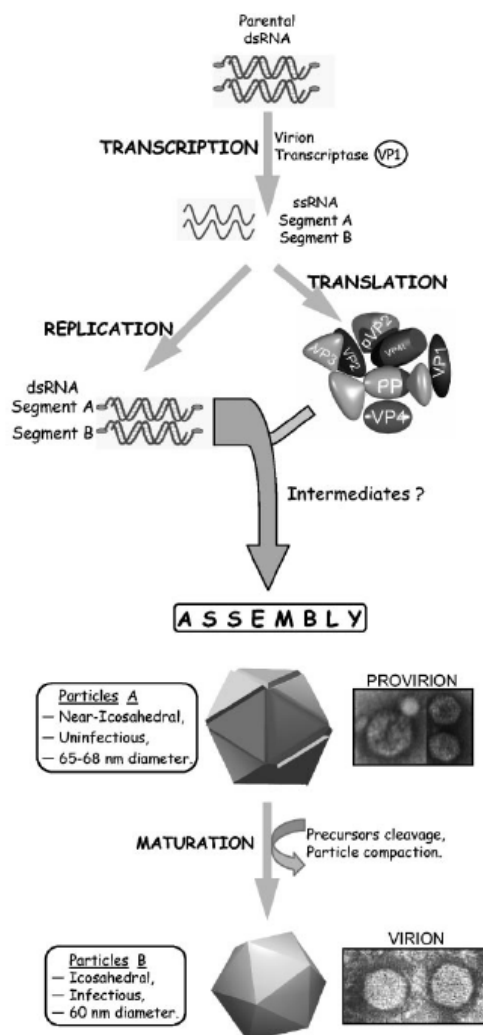 Parental
dsRNA
TRANSCRIPTION
Virion
Transcriptase VP1
ssRNA
Segment A
Segment B
TRANSLATION
REPLICATION
pVP2
VP3
VP2
VP1
PP
VP4
dsRNA
Segment A
Segment B
Intermediates ?
ASSEMBLY
Particles A
— Near-Icosahedral,
— Uninfectious,
— 65-68 nm diameter.
PROVIRION
MATURATION
Precursors cleavage,
Particle compaction.
Particles B
— Icosahedral,
— Infectious,
— 60 nm diameter.
VIRION